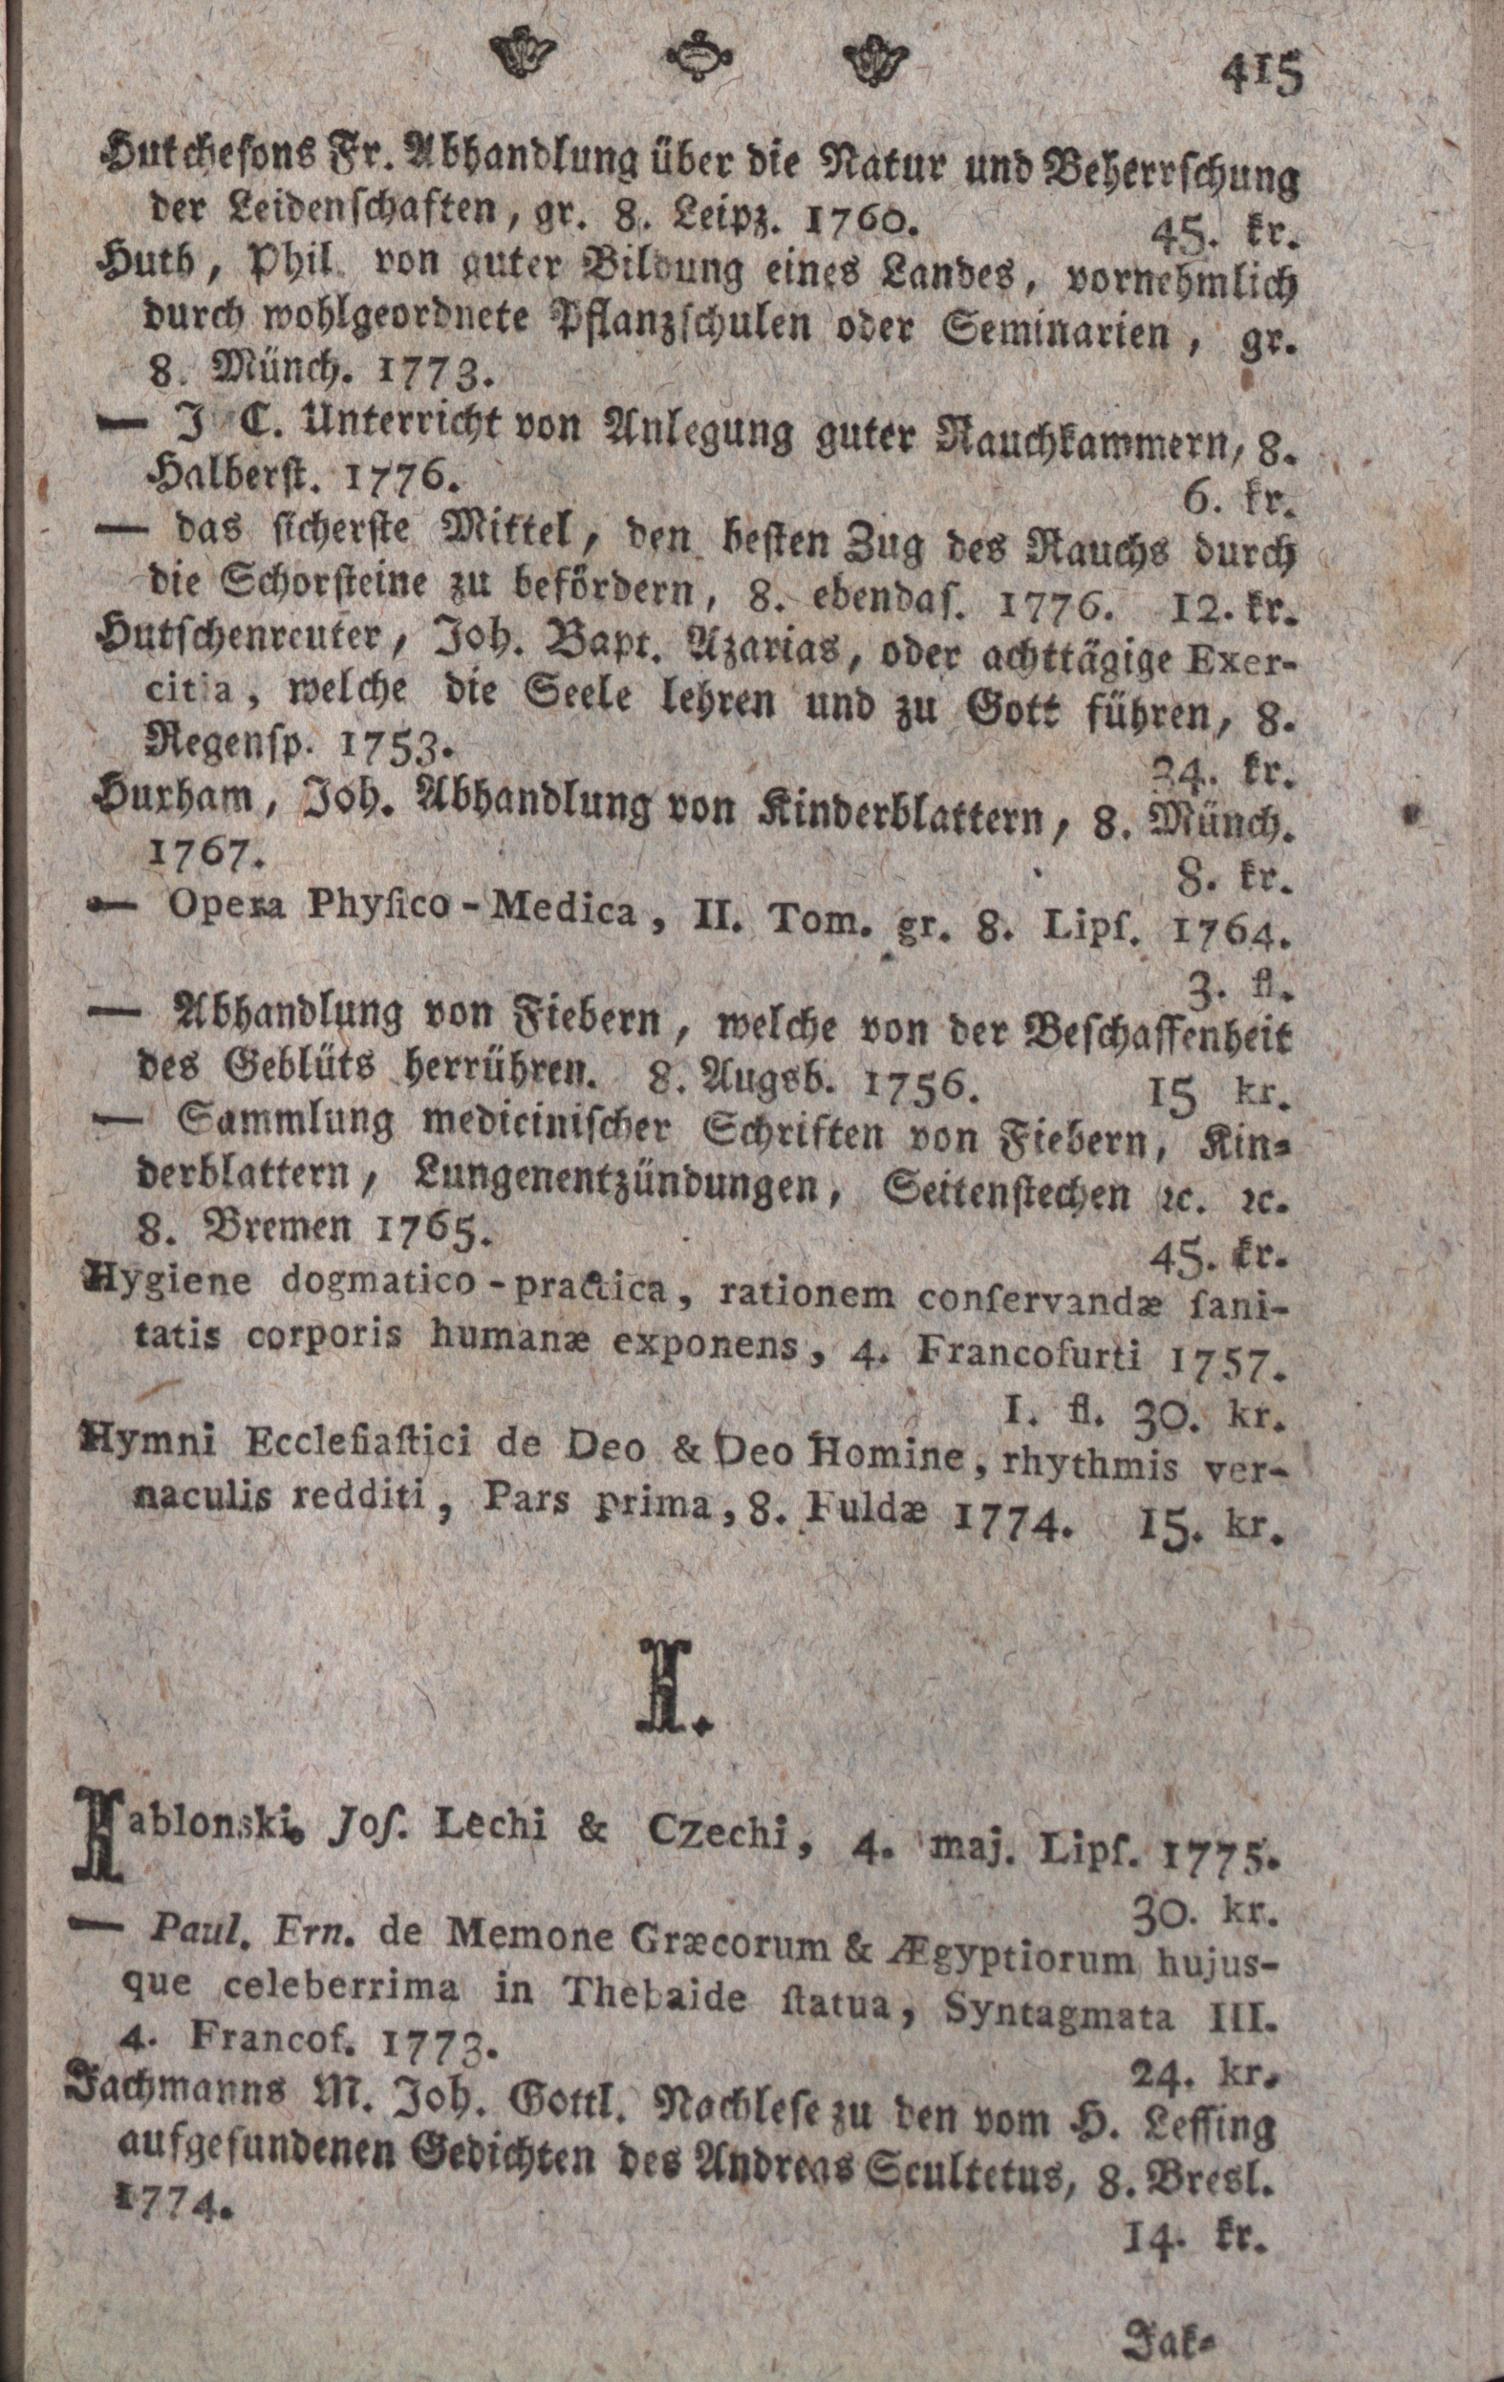 415
Hutchesons Fr. Abhandlung über die Natur und Beherrschung
der Leidenschaften, gr. 8. Leipz. 1760. 45. kr.
Huth, Phil. von guter Bildung eines Landes, vornehmlich
durch wohlgeordnete Pflanzschulen oder Seminarien, gr.
8. Münch. 1773.
— J C. Unterricht von Anlegung guter Rauchkammern, 8.
Halberst. 1776. 6. kr.
— das sicherste Mittel, den besten Zug des Rauchs durch
die Schorsteine zu befördern, 8. ebendas. 1776. 12. kr.
Hutschenreuter, Joh. Bapt. Azarias, oder achttägige Exer-
citia, welche die Seele lehren und zu Gott führen, 8.
Regensp. 1753. 24. kr.
Huxham, Joh. Abhandlung von Kinderblattern, 8. Münch.
1767. 8. kr.
— Opera Phyſico-Medica, II. Tom. gr. 8. Lipſ. 1764.
3. fl.
— Abhandlung von Fiebern, welche von der Beschaffenheit
des Geblüts herrühren. 8. Augsb. 1756. 15 kr.
— Sammlung medicinischer Schriften von Fiebern, Kin-
derblattern, Lungenentzündungen, Seitenstechen ꝛc. ꝛc.
8. Bremen 1765. 45. kr.
Hygiene dogmatico-practica, rationem conſervandæ ſani-
tatis corporis humanæ exponens, 4. Francofurti 1757.
1. fl. 30. kr.
Hymni Eccleſiaſtici de Deo & Deo Homine, rhythmis ver-
naculis redditi, Pars prima, 8. Fuldæ 1774. 15. kr.
I.
Iablonski, Joſ. Lechi & Czechi, 4. maj. Lipſ. 1775.
30. kr.
— Paul. Ern. de Memone Græcorum & Ægyptiorum hujus-
que celeberrima in Thebaide ſtatua, Syntagmata III.
4. Francof. 1773. 24. kr.
Jachmanns M. Joh. Gottl. Nachlese zu den vom H. Lessing
aufgefundenen Gedichten des Andreas Scultetus, 8. Bresl.
1774. 14. kr.
Jak-